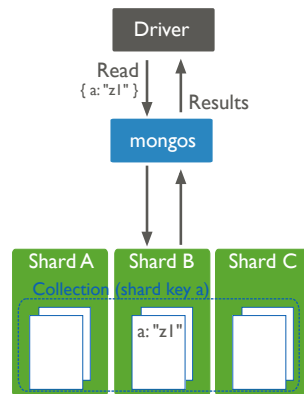 Driver
Read
{ a: "z1" }
Results
mongos
Shard A
Shard B
Shard C
Collection (shard key a)
a: "z1"